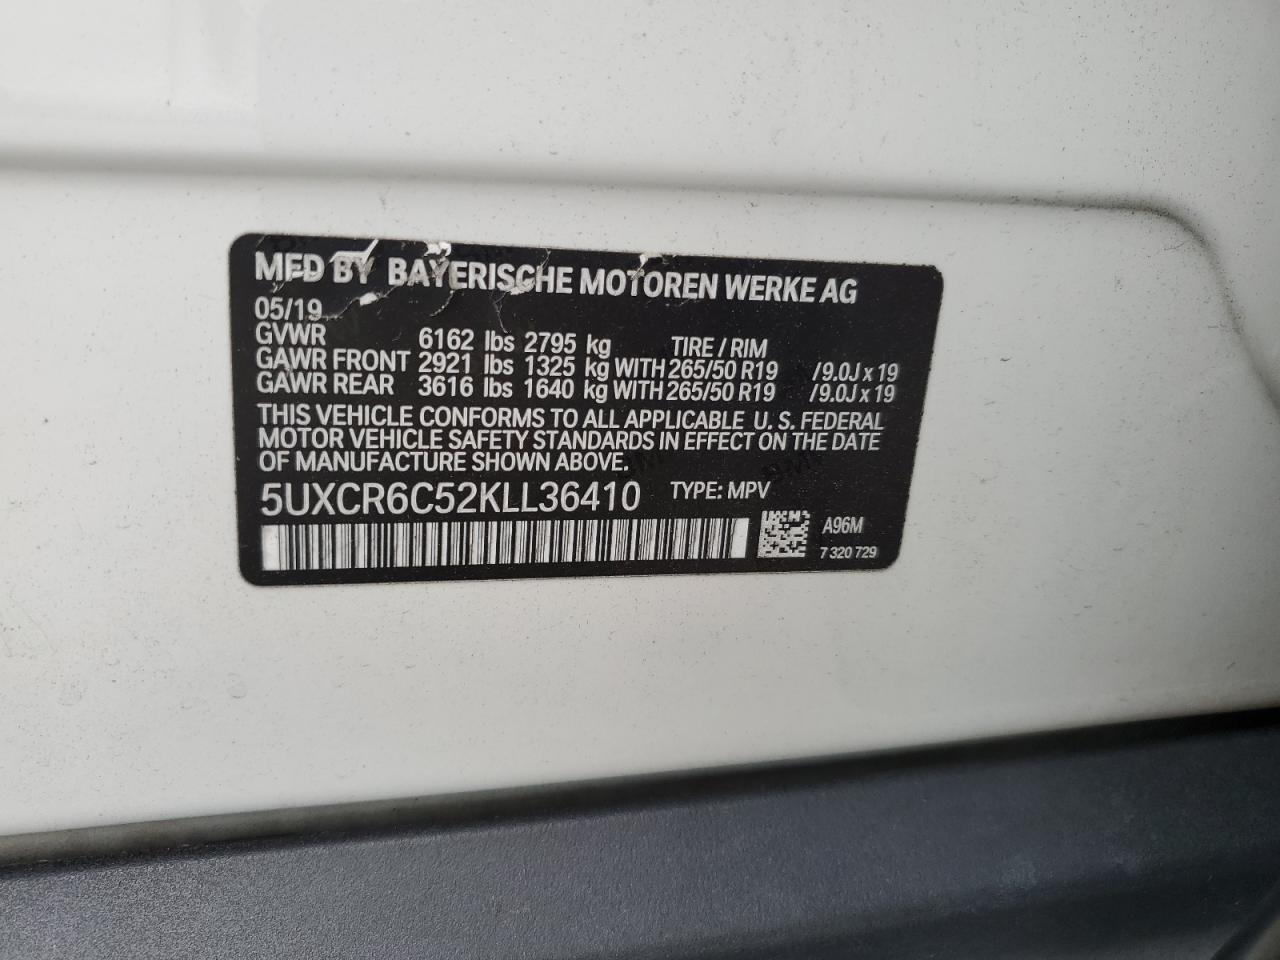 MFD BY BAYERISCHE MOTOREN WERKE AG
05/19
GVWR 6162 lbs 2795 kg TIRE / RIM
GAWR FRONT 2921 lbs 1325 kg WITH 265/50 R19 /9.0J x 19
GAWR REAR 3616 lbs 1640 kg WITH 265/50 R19 /9.0J x 19
THIS VEHICLE CONFORMS TO ALL APPLICABLE U. S. FEDERAL
MOTOR VEHICLE SAFETY STANDARDS IN EFFECT ON THE DATE
OF MANUFACTURE SHOWN ABOVE.
5UXCR6C52KLL36410 TYPE: MPV
A96M
7 320 729